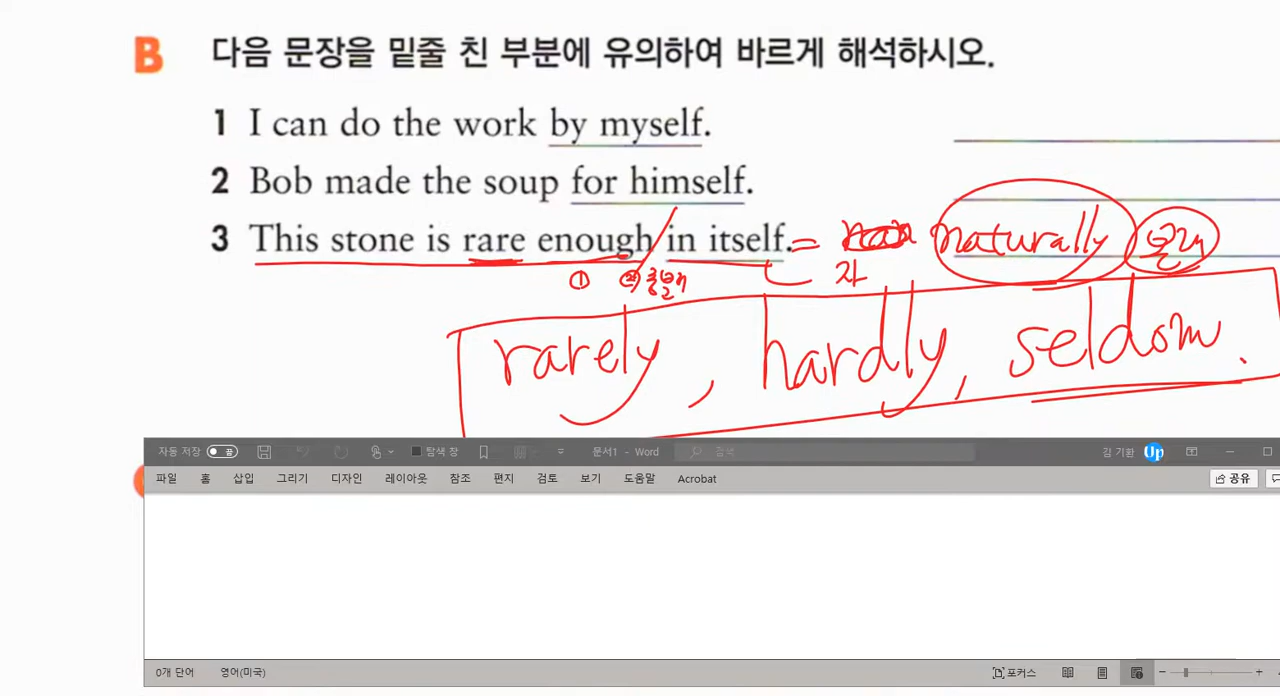 B 다음 문장을 밑줄 친 부분에 유의하여 바르게 해석하시오.
1 I can do the work by myself.
2 Bob made the soup for himself.
3 This stone is rare enough in itself. = naturally
① ② 충분히 자
rarely, hardly, seldom.
자동 저장 끔 탐색 창 문서1 - Word 검색 김 기환 Up
파일 홈 삽입 그리기 디자인 레이아웃 참조 편지 검토 보기 도움말 Acrobat 공유
0개 단어 영어(미국) 포커스